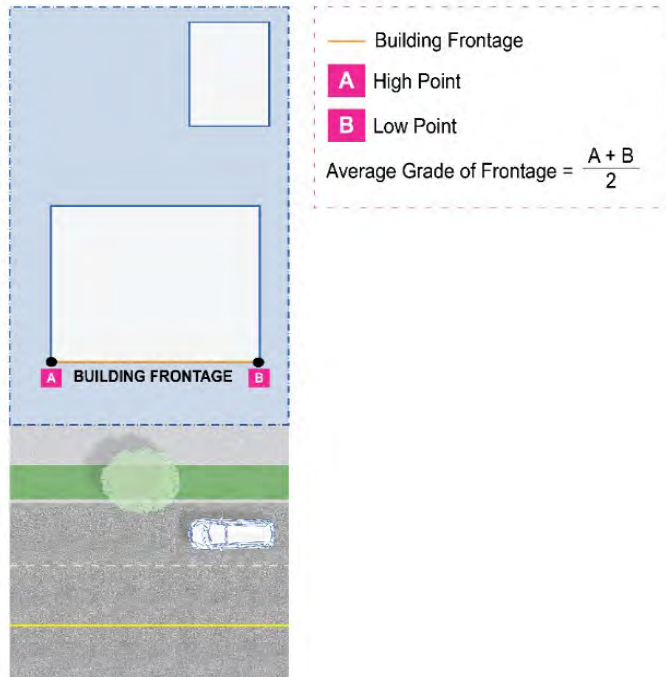 Building Frontage
A High Point
B Low Point
Average Grade of Frontage = A + B
2
A BUILDING FRONTAGE B